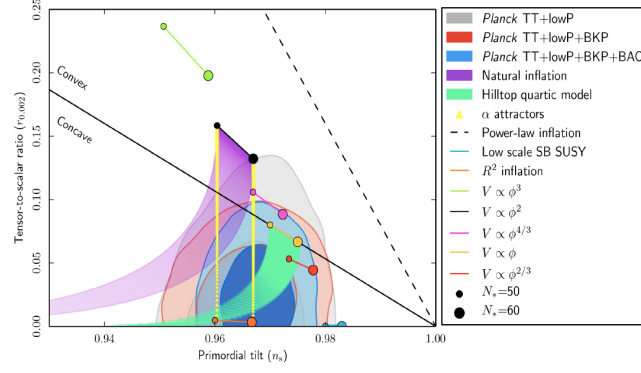 Tensor-to-scalar ratio (r0.002)
0.25
0.20
0.15
0.10
0.05
0.00
Convex
Concave
0.94
0.96
0.98
1.00
Primordial tilt (ns)
Planck TT+lowP
Planck TT+lowP+BKP
Planck TT+lowP+BKP+BAO
Natural inflation
Hilltop quartic model
α attractors
Power-law inflation
Low scale SB SUSY
R² inflation
V ∝ ϕ³
V ∝ ϕ²
V ∝ ϕ^4/3
V ∝ ϕ
V ∝ ϕ^2/3
N*=50
N*=60